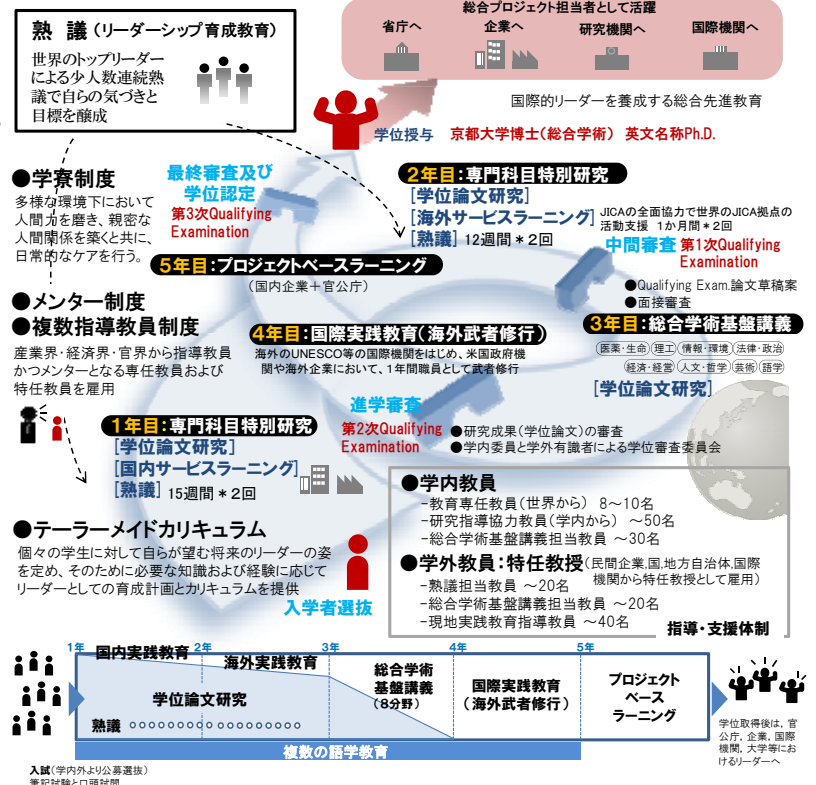 熟 議 (リーダーシップ育成教育)
世界のトップリーダー
による少人数連続熟
議で自らの気づきと
目標を醸成
総合プロジェクト担当者として活躍
省庁へ
企業へ
研究機関へ
国際機関へ
国際的リーダーを養成する総合先進教育
学位授与 京都大学博士(総合学術) 英文名称Ph.D.
●学寮制度
多様な環境下において
人間力を磨き、親密な
人間関係を築くと共に、
日常的なケアを行う。
最終審査及び
学位認定
第3次Qualifying
Examination
2年目:専門科目特別研究
[学位論文研究]
[海外サービスラーニング]
JICAの全面協力で世界のJICA拠点の
活動支援 1か月間*2回
[熟議] 12週間*2回
中間審査 第1次Qualifying
Examination
●Qualifying Exam.論文草稿案
●面接審査
5年目:プロジェクトベースラーニング
(国内企業+官公庁)
●メンター制度
●複数指導教員制度
産業界・経済界・官界から指導教員
かつメンターとなる専任教員および
特任教員を雇用
4年目:国際実践教育(海外武者修行)
海外のUNESCO等の国際機関をはじめ、米国政府機
関や海外企業において、1年間職員として武者修行
3年目:総合学術基盤講義
医薬・生命 理工 情報・環境 法律・政治
経済・経営 人文・哲学 芸術 語学
[学位論文研究]
進学審査
第2次Qualifying
Examination
●研究成果(学位論文)の審査
●学内委員と学外有識者による学位審査委員会
1年目:専門科目特別研究
[学位論文研究]
[国内サービスラーニング]
[熟議] 15週間*2回
●テーラーメイドカリキュラム
個々の学生に対して自らが望む将来のリーダーの姿
を定め、そのために必要な知識および経験に応じて
リーダーとしての育成計画とカリキュラムを提供
入学者選抜
●学内教員
-教育専任教員(世界から) 8~10名
-研究指導協力教員(学内から) ~50名
-総合学術基盤講義担当教員 ~30名
●学外教員:特任教授(民間企業,国,地方自治体,国際
機関から特任教授として雇用)
-熟議担当教員 ~20名
-総合学術基盤講義担当教員 ~20名
-現地実践教育指導教員 ~40名
指導・支援体制
1年
2年
3年
4年
5年
国内実践教育
海外実践教育
学位論文研究
熟議
総合学術
基盤講義
(8分野)
国際実践教育
(海外武者修行)
プロジェクト
ベース
ラーニング
複数の語学教育
入試(学内外より公募選抜)
筆記試験と口頭試問
学位取得後は、官
公庁, 企業, 国際
機関, 大学等にお
けるリーダーへ